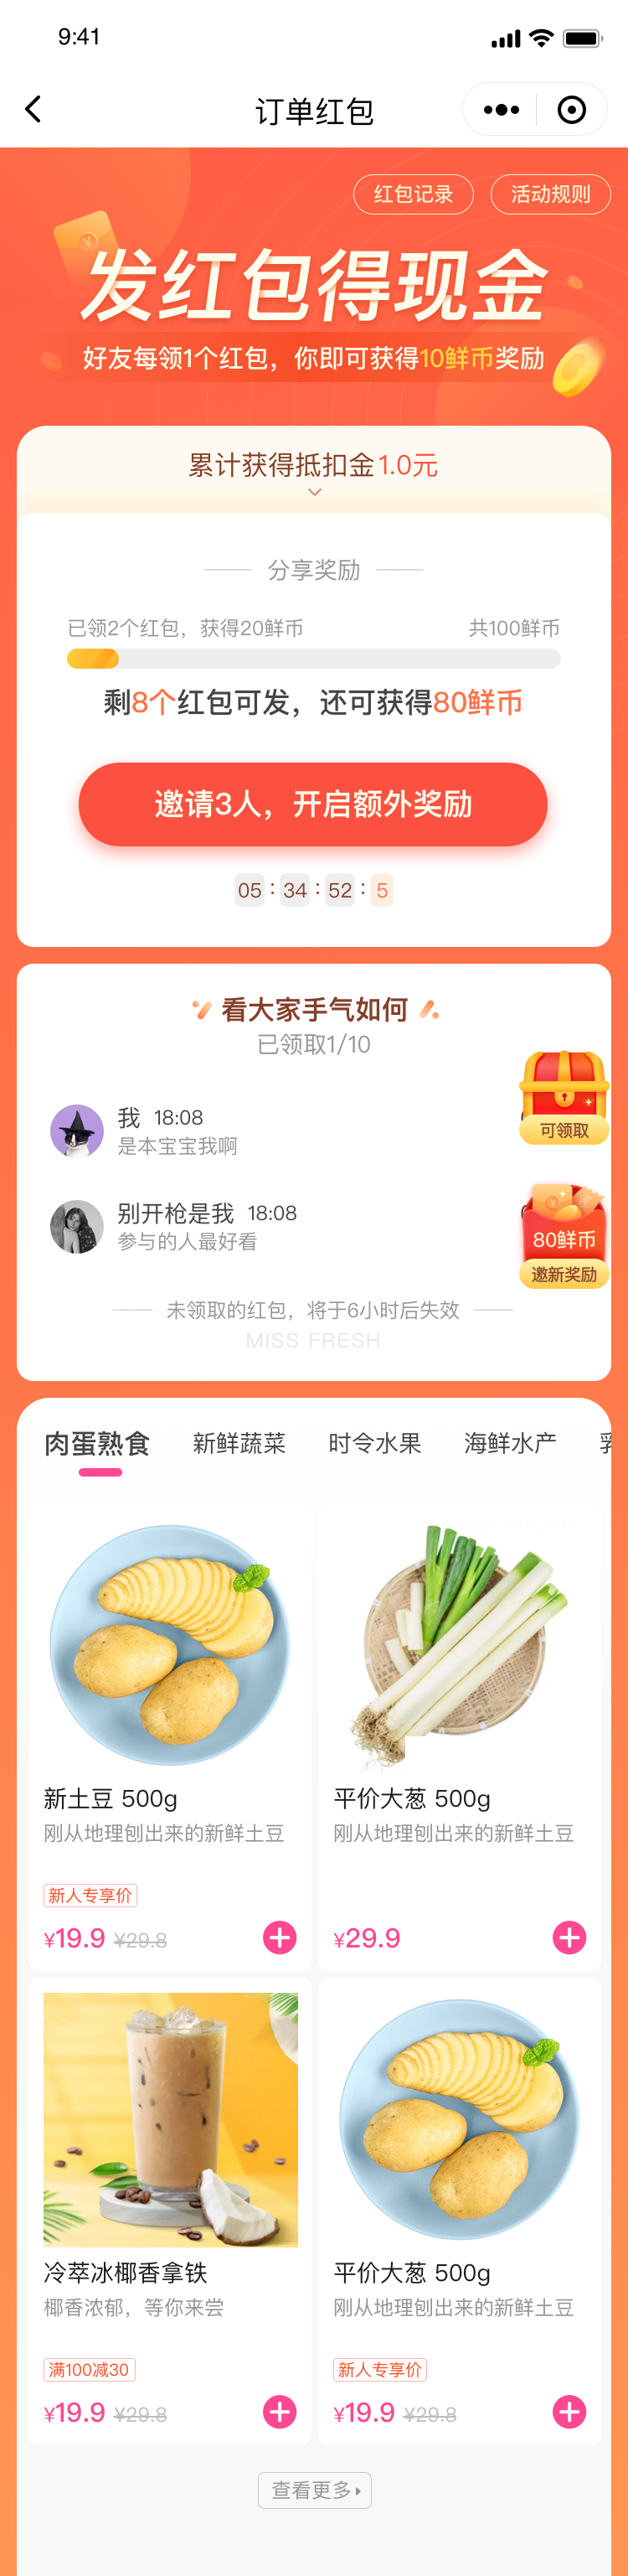 9:41
订单红包
红包记录
活动规则
发红包得现金
好友每领1个红包，你即可获得10鲜币奖励
累计获得抵扣金1.0元
分享奖励
已领2个红包，获得20鲜币
共100鲜币
剩8个红包可发，还可获得80鲜币
邀请3人，开启额外奖励
05 : 34 : 52 : 5
看大家手气如何
已领取1/10
我 18:08
是本宝宝我啊
可领取
别开枪是我 18:08
参与的人最好看
80鲜币
邀新奖励
未领取的红包，将于6小时后失效
MISS FRESH
肉蛋熟食 新鲜蔬菜 时令水果 海鲜水产
新土豆 500g
刚从地理刨出来的新鲜土豆
新人专享价
¥19.9 ¥29.8
平价大葱 500g
刚从地理刨出来的新鲜土豆
¥29.9
冷萃冰椰香拿铁
椰香浓郁，等你来尝
满100减30
¥19.9 ¥29.8
平价大葱 500g
刚从地理刨出来的新鲜土豆
新人专享价
¥19.9 ¥29.8
查看更多